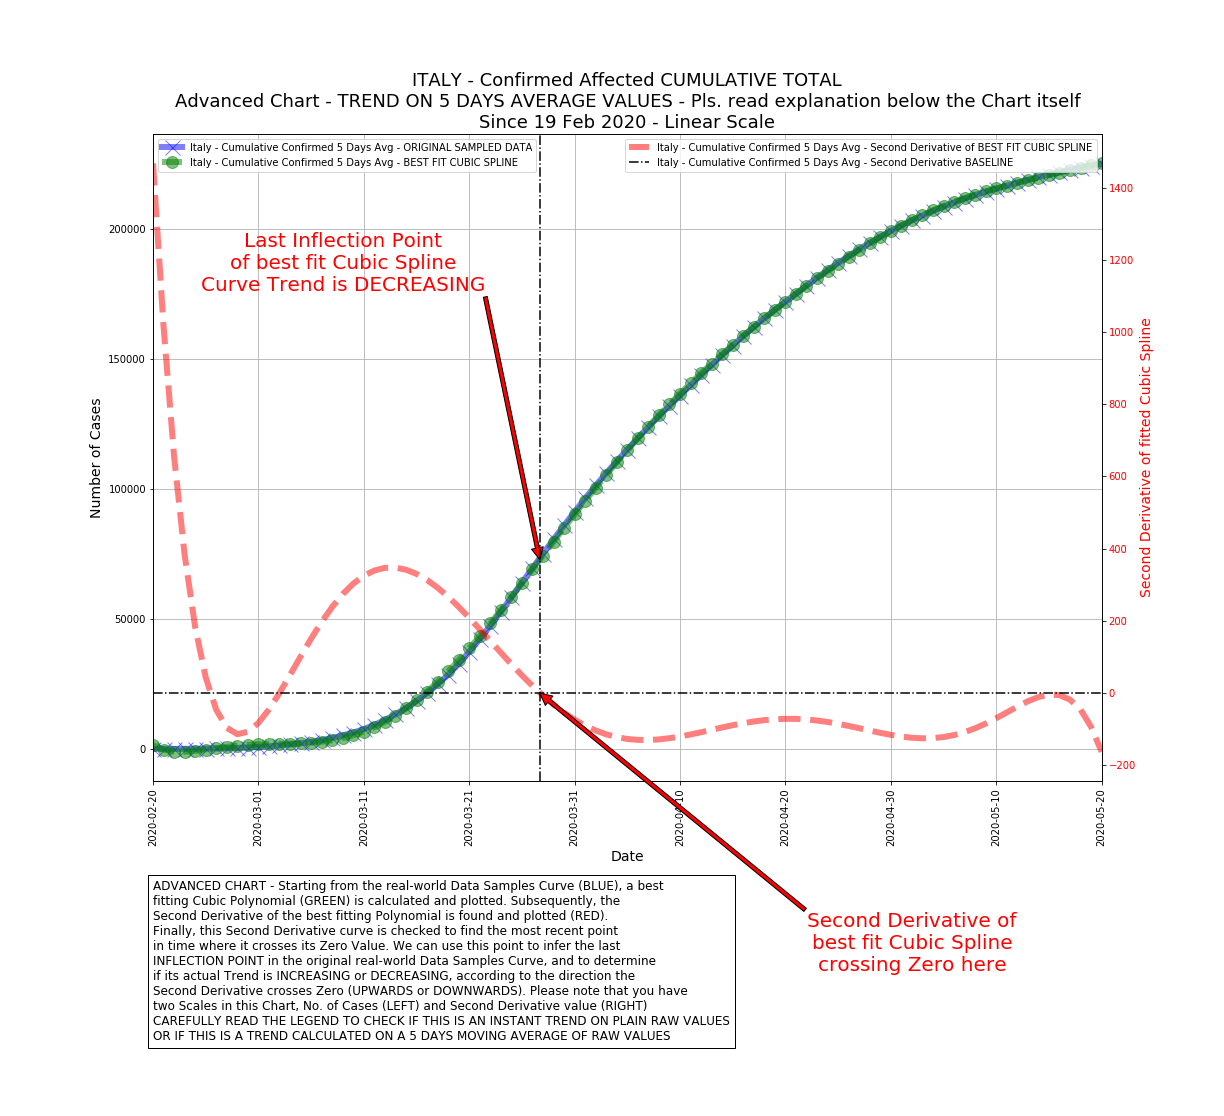 ITALY - Confirmed Affected CUMULATIVE TOTAL
Advanced Chart - TREND ON 5 DAYS AVERAGE VALUES - Pls. read explanation below the Chart itself
Since 19 Feb 2020 - Linear Scale
Italy - Cumulative Confirmed 5 Days Avg - ORIGINAL SAMPLED DATA
Italy - Cumulative Confirmed 5 Days Avg - BEST FIT CUBIC SPLINE
Italy - Cumulative Confirmed 5 Days Avg - Second Derivative of BEST FIT CUBIC SPLINE
Italy - Cumulative Confirmed 5 Days Avg - Second Derivative BASELINE
Last Inflection Point
of best fit Cubic Spline
Curve Trend is DECREASING
Number of Cases
200000
150000
100000
50000
0
1400
1200
1000
800
600
400
200
0
−200
Second Derivative of fitted Cubic Spline
2020-02-20
2020-03-01
2020-03-11
2020-03-21
2020-03-31
2020-04-10
2020-04-20
2020-04-30
2020-05-10
2020-05-20
Date
Second Derivative of
best fit Cubic Spline
crossing Zero here
ADVANCED CHART - Starting from the real-world Data Samples Curve (BLUE), a best
fitting Cubic Polynomial (GREEN) is calculated and plotted. Subsequently, the
Second Derivative of the best fitting Polynomial is found and plotted (RED).
Finally, this Second Derivative curve is checked to find the most recent point
in time where it crosses its Zero Value. We can use this point to infer the last
INFLECTION POINT in the original real-world Data Samples Curve, and to determine
if its actual Trend is INCREASING or DECREASING, according to the direction the
Second Derivative crosses Zero (UPWARDS or DOWNWARDS). Please note that you have
two Scales in this Chart, No. of Cases (LEFT) and Second Derivative value (RIGHT)
CAREFULLY READ THE LEGEND TO CHECK IF THIS IS AN INSTANT TREND ON PLAIN RAW VALUES
OR IF THIS IS A TREND CALCULATED ON A 5 DAYS MOVING AVERAGE OF RAW VALUES